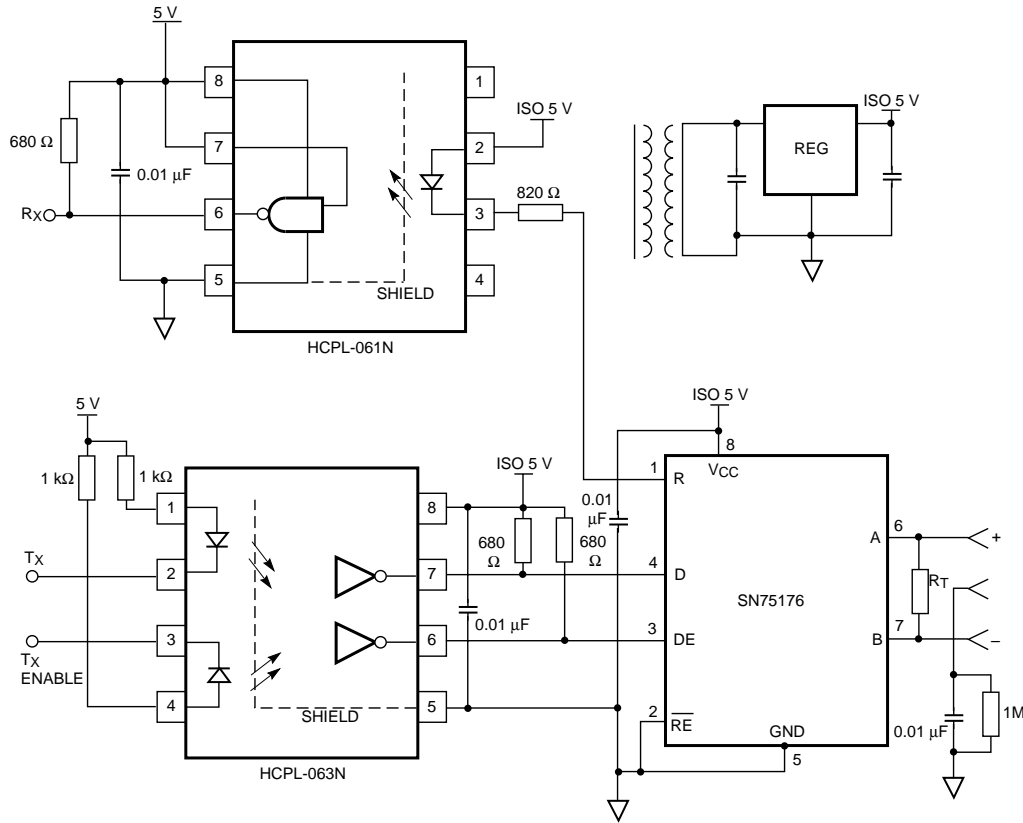 5 V
8
1
ISO 5 V
ISO 5 V
680 Ω
7
2
REG
0.01 µF
820 Ω
RX
6
3
5
4
SHIELD
HCPL-061N
5 V
ISO 5 V
8
1 kΩ
1 kΩ
ISO 5 V
1
VCC
R
1
8
0.01
µF
6
A
+
TX
680
Ω
680
Ω
2
7
4
D
RT
SN75176
3
0.01 µF
3
7
6
DE
B
–
TX
ENABLE
4
5
2
RE
SHIELD
GND
0.01 µF
1M
5
HCPL-063N